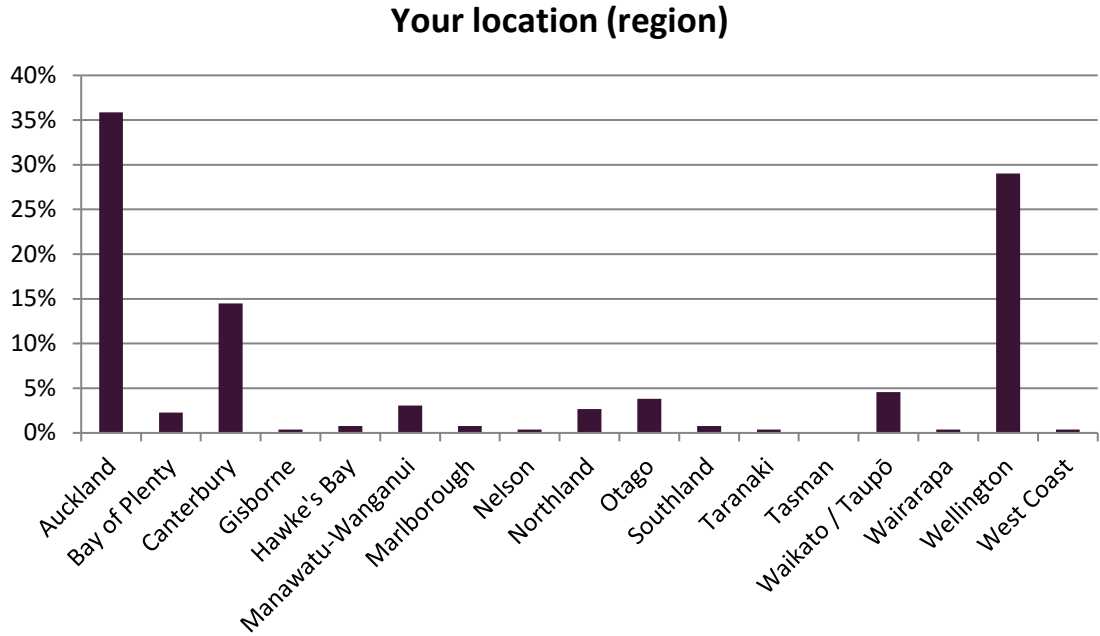 Your location (region)
40%
35%
30%
25%
20%
15%
10%
5%
0%
Auckland
Bay of Plenty
Canterbury
Gisborne
Hawke's Bay
Manawatu-Wanganui
Marlborough
Nelson
Northland
Otago
Southland
Taranaki
Tasman
Waikato / Taupō
Wairarapa
Wellington
West Coast